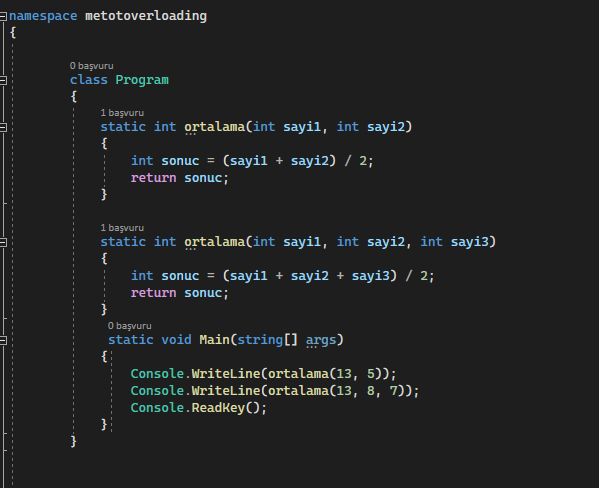 namespace metotoverloading
{
0 başvuru
class Program
{
1 başvuru
static int ortalama(int sayi1, int sayi2)
{
int sonuc = (sayi1 + sayi2) / 2;
return sonuc;
}
1 başvuru
static int ortalama(int sayi1, int sayi2, int sayi3)
{
int sonuc = (sayi1 + sayi2 + sayi3) / 2;
return sonuc;
}
0 başvuru
static void Main(string[] args)
{
Console.WriteLine(ortalama(13, 5));
Console.WriteLine(ortalama(13, 8, 7));
Console.ReadKey();
}
}